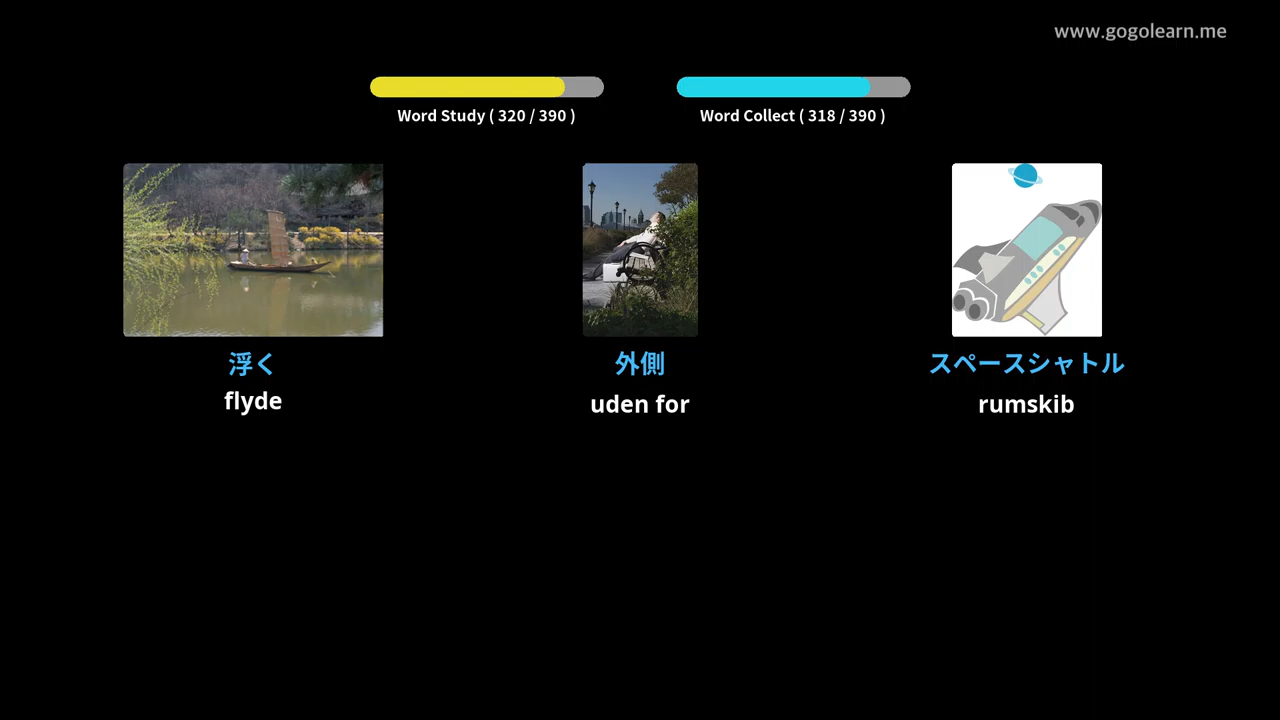 www.gogolearn.me
Word Study ( 320 / 390 )
Word Collect ( 318 / 390 )
浮く
flyde
外側
uden for
スペースシャトル
rumskib